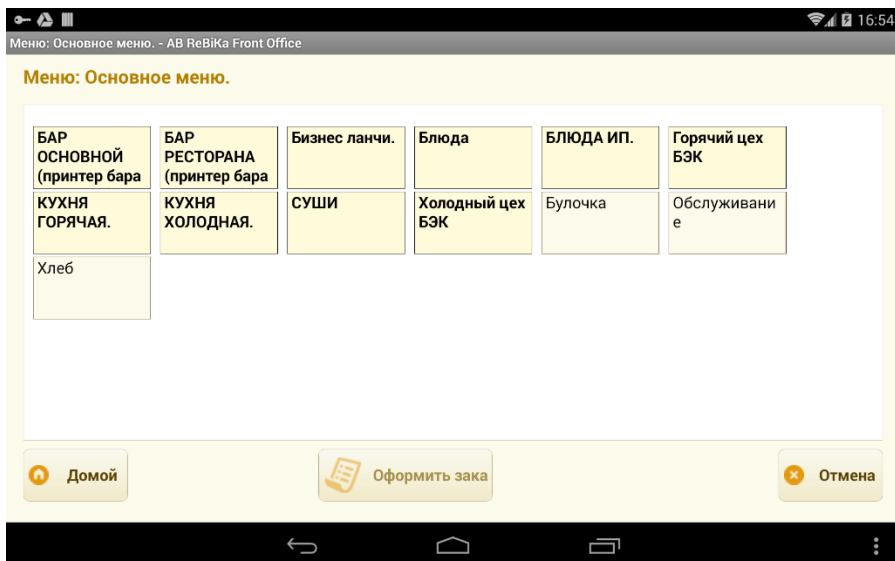 16:54
Меню: Основное меню. - AB ReBiKa Front Office
Меню: Основное меню.
БАР
ОСНОВНОЙ
(принтер бара
БАР
РЕСТОРАНА
(принтер бара
Бизнес ланчи.
Блюда
БЛЮДА ИП.
Горячий цех
БЭК
КУХНЯ
ГОРЯЧАЯ.
КУХНЯ
ХОЛОДНАЯ.
СУШИ
Холодный цех
БЭК
Булочка
Обслуживани
е
Хлеб
Домой
Оформить зака
Отмена